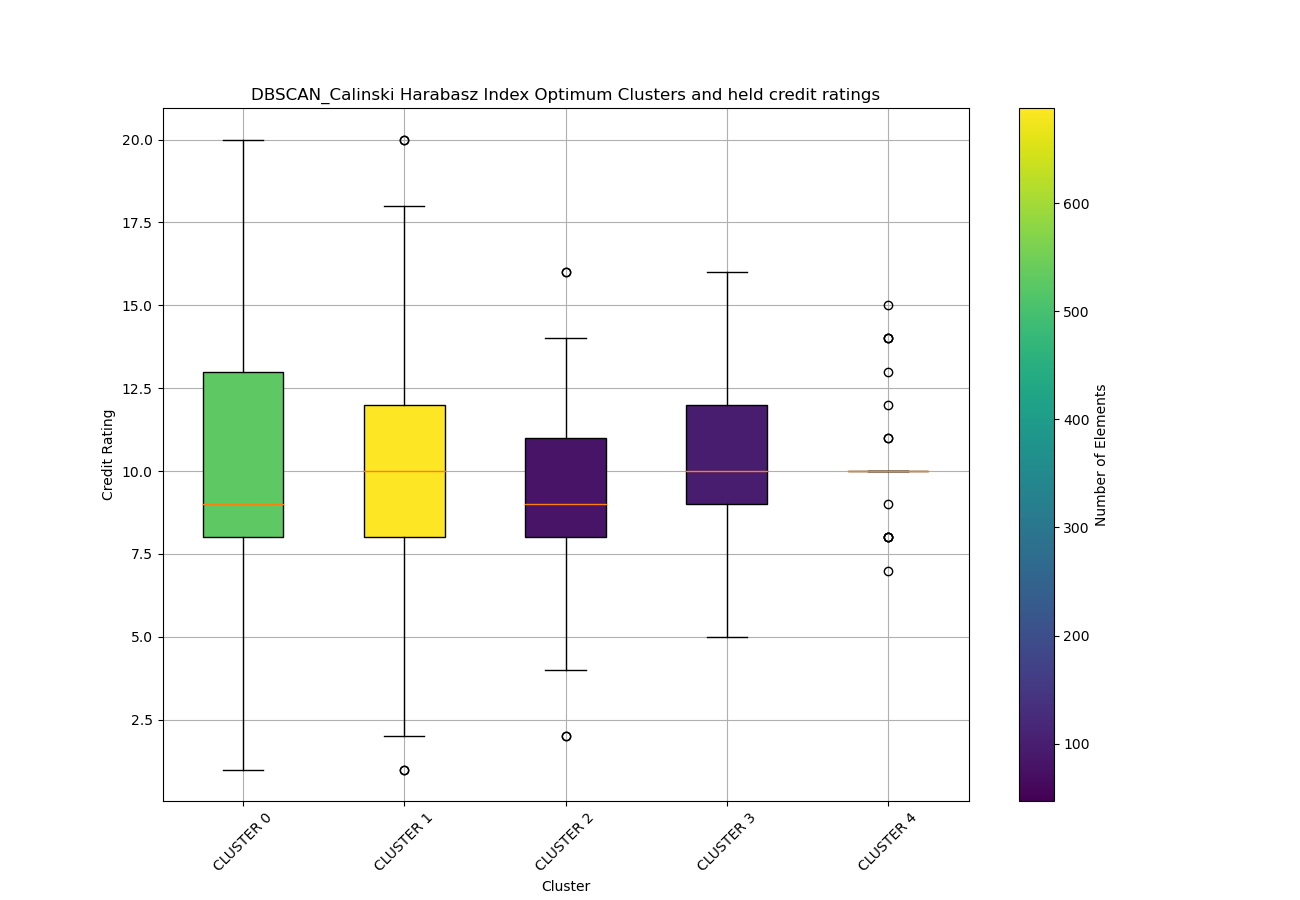 DBSCAN_Calinski Harabasz Index Optimum Clusters and held credit ratings
Credit Rating
20.0
17.5
15.0
12.5
10.0
7.5
5.0
2.5
CLUSTER 0
CLUSTER 1
CLUSTER 2
CLUSTER 3
CLUSTER 4
Cluster
600
500
400
300
200
100
Number of Elements